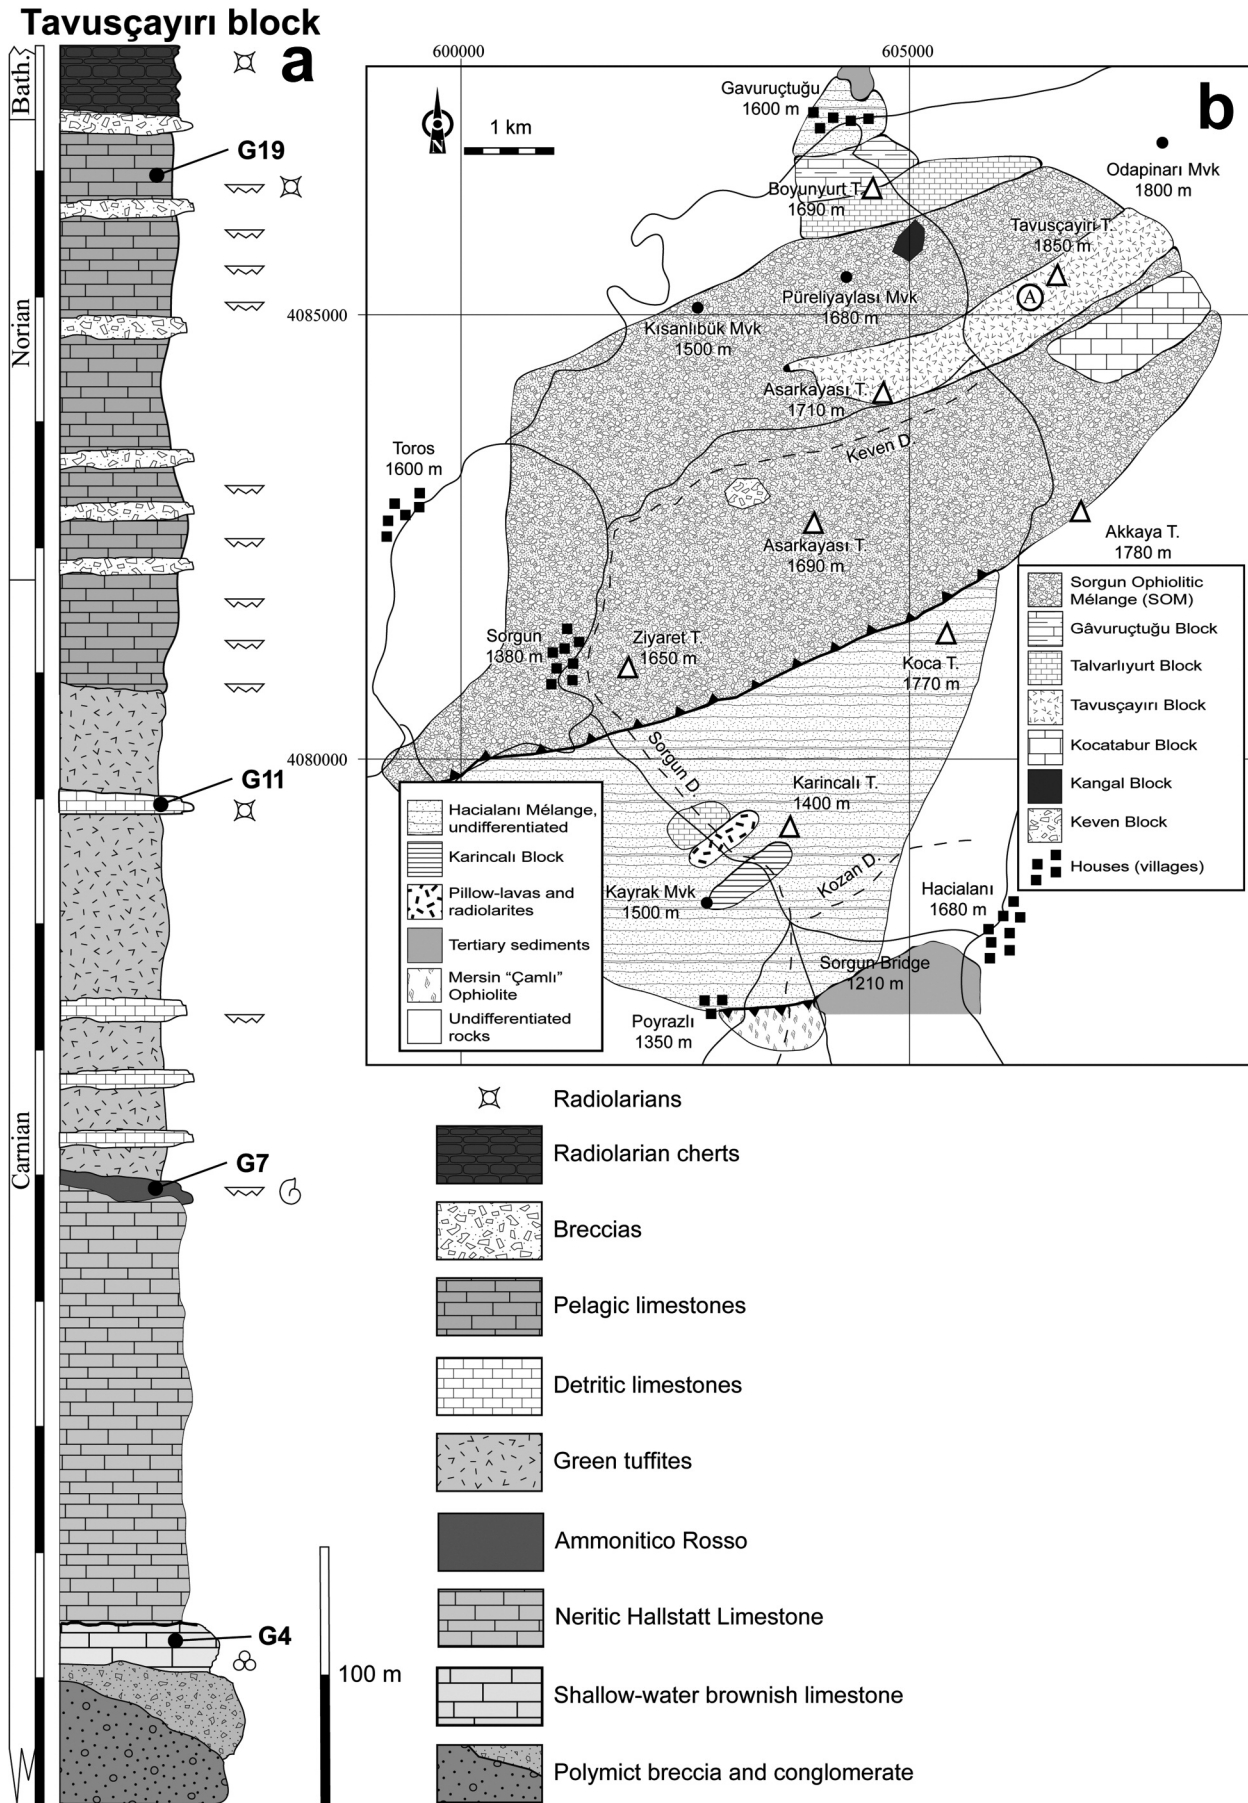 Tavusçayırı block
a
Bath.
Norian
Carnian
G19
G11
G7
G4
100 m
600000
605000
4085000
4080000
b
N
1 km
Gavuruçtuğu
1600 m
Odapinarı Mvk
1800 m
Boyunyurt T.
1690 m
Tavusçayiri T.
1850 m
A
Püreliyaylası Mvk
1680 m
Kısanlıbük Mvk
1500 m
Asarkayası T.
1710 m
Keven D.
Toros
1600 m
Asarkayası T.
1690 m
Akkaya T.
1780 m
Sorgun
1380 m
Ziyaret T.
1650 m
Koca T.
1770 m
Sorgun D.
Karincalı T.
1400 m
Kayrak Mvk
1500 m
Kozan D.
Hacialanı
1680 m
Sorgun Bridge
1210 m
Poyrazlı
1350 m
Sorgun Ophiolitic
Mélange (SOM)
Gâvuruçtuğu Block
Talvarlıyurt Block
Tavusçayırı Block
Kocatabur Block
Kangal Block
Keven Block
Houses (villages)
Hacialanı Mélange,
undifferentiated
Karincalı Block
Pillow-lavas and
radiolarites
Tertiary sediments
Mersin “Çamlı”
Ophiolite
Undifferentiated
rocks
Radiolarians
Radiolarian cherts
Breccias
Pelagic limestones
Detritic limestones
Green tuffites
Ammonitico Rosso
Neritic Hallstatt Limestone
Shallow-water brownish limestone
Polymict breccia and conglomerate